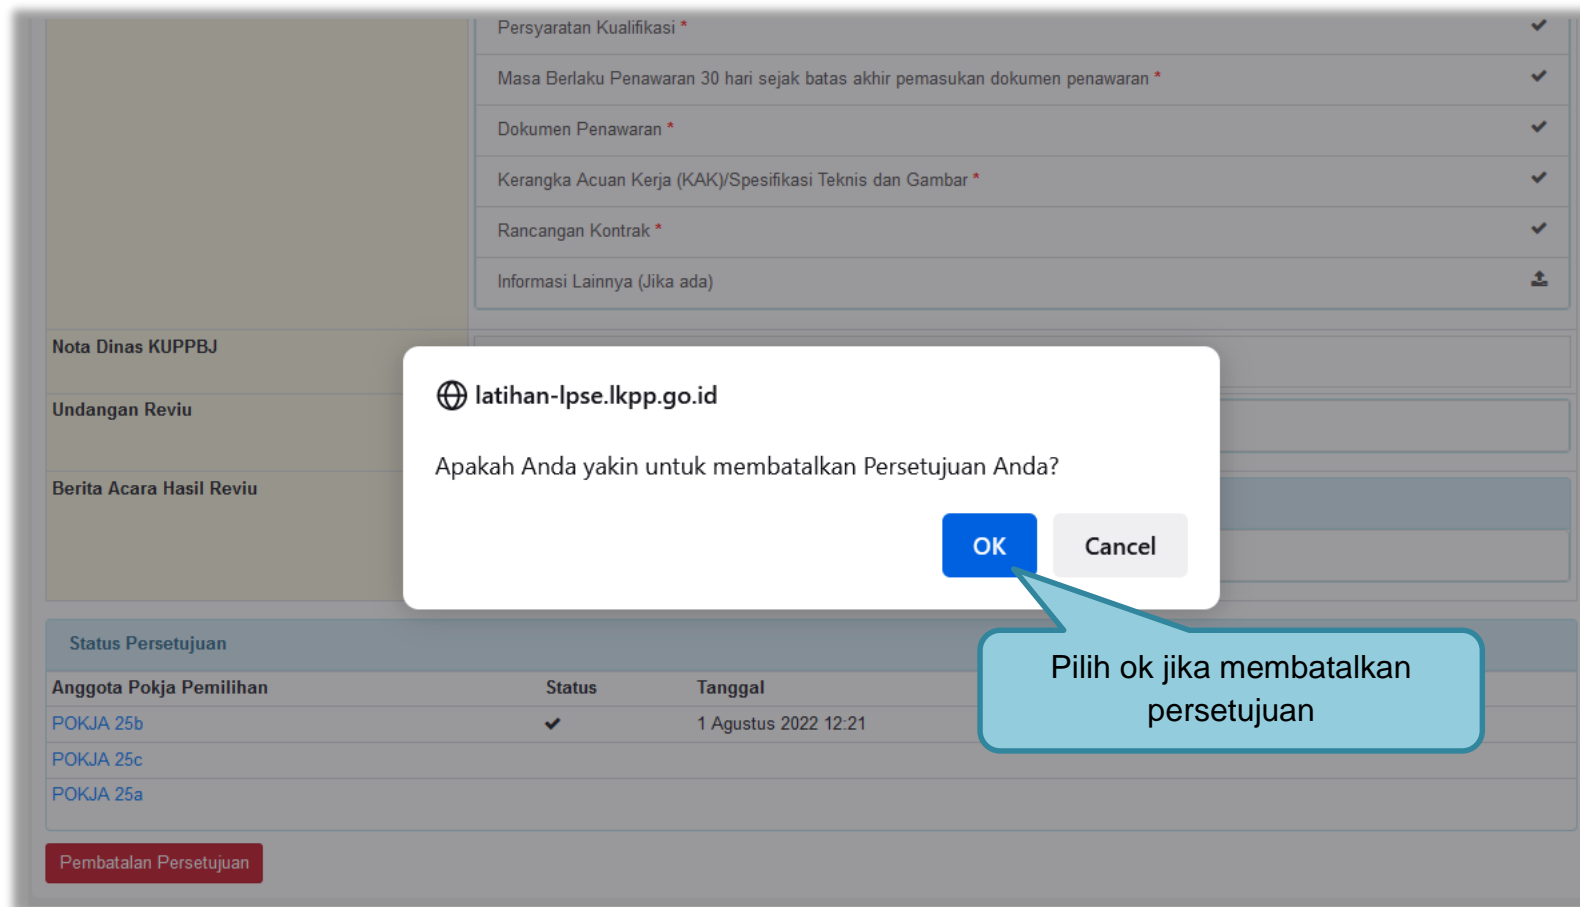 Persyaratan Kualifikasi *
Masa Berlaku Penawaran 30 hari sejak batas akhir pemasukan dokumen penawaran *
Dokumen Penawaran *
Kerangka Acuan Kerja (KAK)/Spesifikasi Teknis dan Gambar *
Rancangan Kontrak *
Informasi Lainnya (Jika ada)
Nota Dinas KUPPBJ
Undangan Reviu
Berita Acara Hasil Reviu
latihan-lpse.lkpp.go.id
Apakah Anda yakin untuk membatalkan Persetujuan Anda?
OK Cancel
Pilih ok jika membatalkan
persetujuan
Status Persetujuan
Anggota Pokja Pemilihan Status Tanggal
POKJA 25b ✔ 1 Agustus 2022 12:21
POKJA 25c
POKJA 25a
Pembatalan Persetujuan